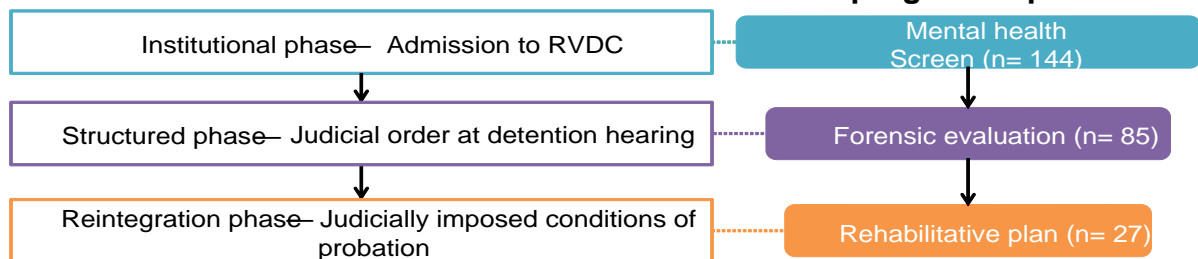 Institutional phase– Admission to RVDC
Mental health
Screen (n= 144)
Structured phase– Judicial order at detention hearing
Forensic evaluation (n= 85)
Reintegration phase– Judicially imposed conditions of
probation
Rehabilitative plan (n= 27)